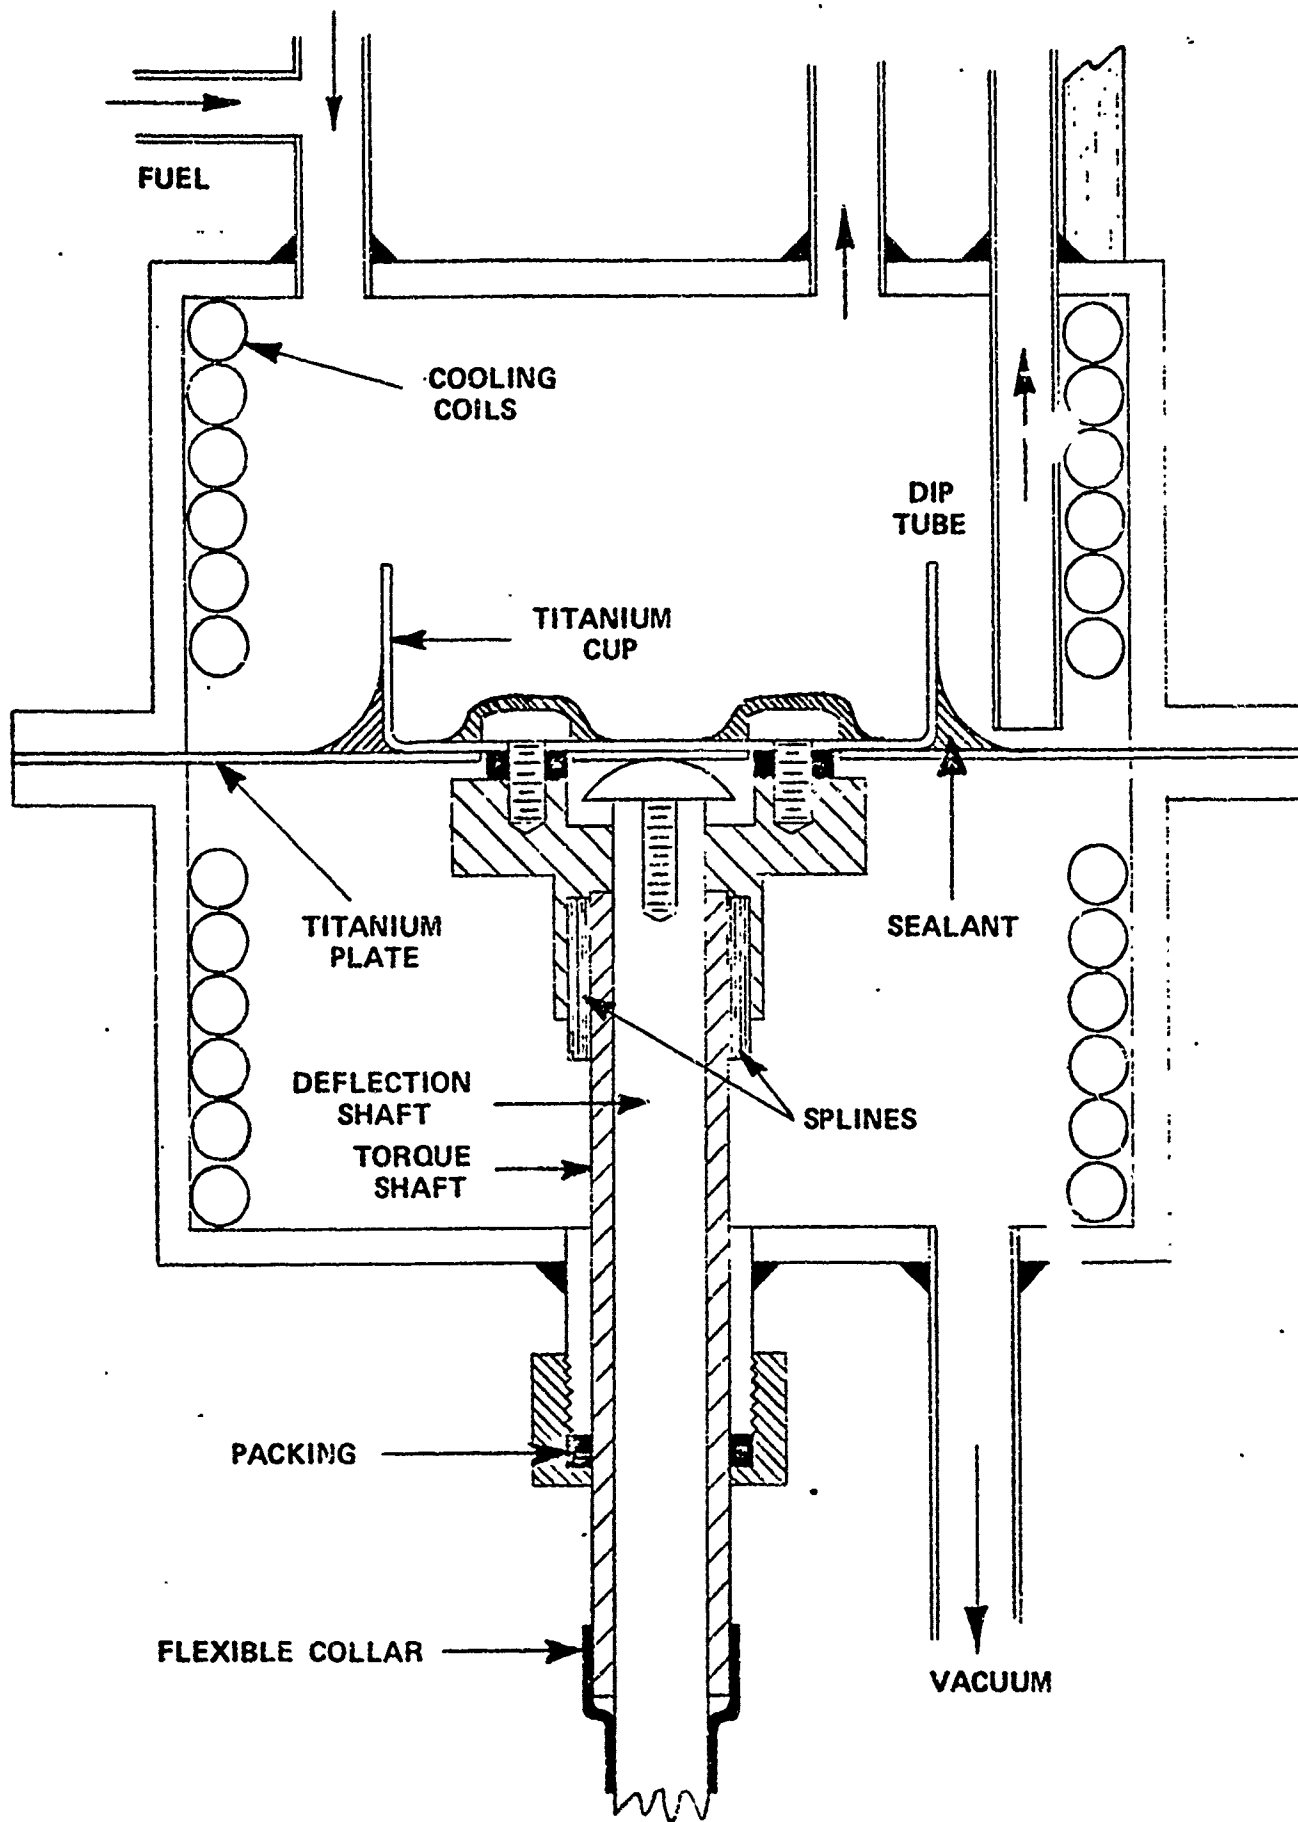 FUEL
COOLING
COILS
DIP
TUBE
TITANIUM
CUP
TITANIUM
PLATE
SEALANT
DEFLECTION
SHAFT
SPLINES
TORQUE
SHAFT
PACKING
FLEXIBLE COLLAR
VACUUM